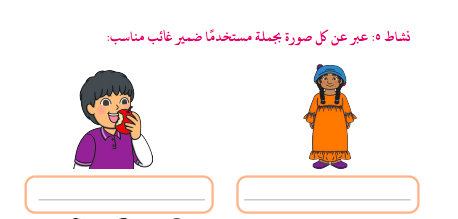 نشاط ٥: عبر عن كل صورة بجملة مستخدمًا ضمير غائب مناسب: